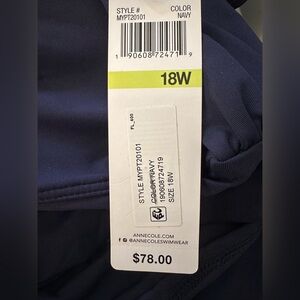 STYLE # COLOR
MYPT20101 NAVY
1 90608 72471 9
18W
FL_600
STYLE MYPT20101
COLOR NAVY
190608724719
SIZE 18W
ANNECOLE.COM
@ANNECOLESWIMWEAR
$78.00